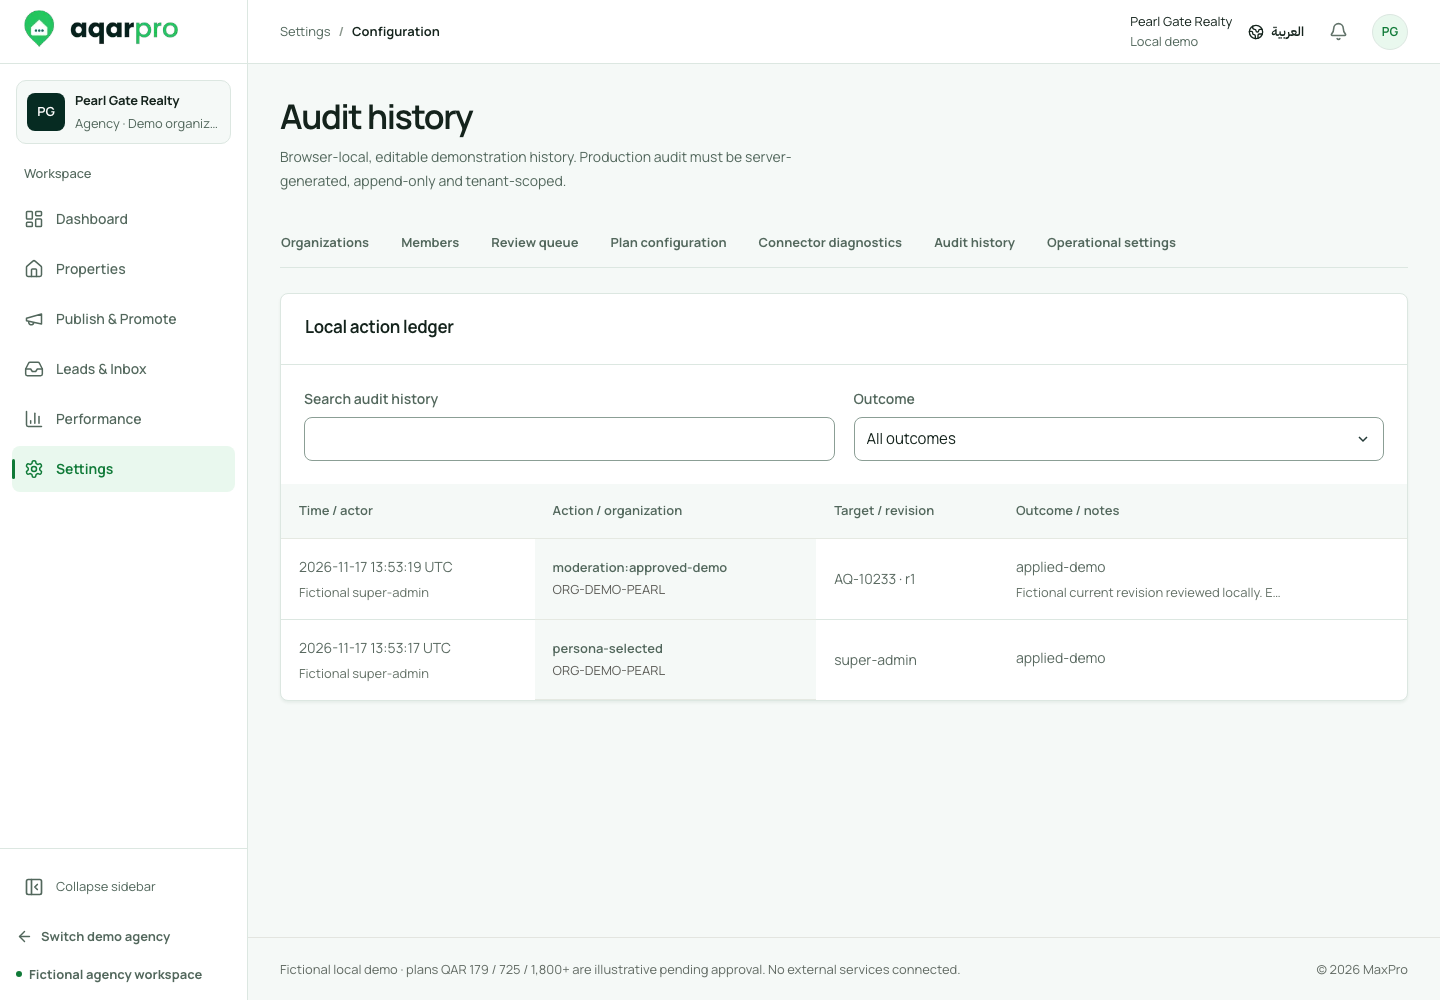 aqarpro
Settings / Configuration
Pearl Gate Realty
Local demo
العربية
PG
PG
Pearl Gate Realty
Agency · Demo organiz...
Workspace
Dashboard
Properties
Publish & Promote
Leads & Inbox
Performance
Settings
Collapse sidebar
Switch demo agency
Fictional agency workspace
Audit history
Browser-local, editable demonstration history. Production audit must be server-
generated, append-only and tenant-scoped.
Organizations Members Review queue Plan configuration Connector diagnostics Audit history Operational settings
Local action ledger
Search audit history
Outcome
All outcomes
Time / actor Action / organization Target / revision Outcome / notes
2026-11-17 13:53:19 UTC
Fictional super-admin
moderation:approved-demo
ORG-DEMO-PEARL
AQ-10233 · r1
applied-demo
Fictional current revision reviewed locally. E...
2026-11-17 13:53:17 UTC
Fictional super-admin
persona-selected
ORG-DEMO-PEARL
super-admin
applied-demo
Fictional local demo · plans QAR 179 / 725 / 1,800+ are illustrative pending approval. No external services connected.
© 2026 MaxPro